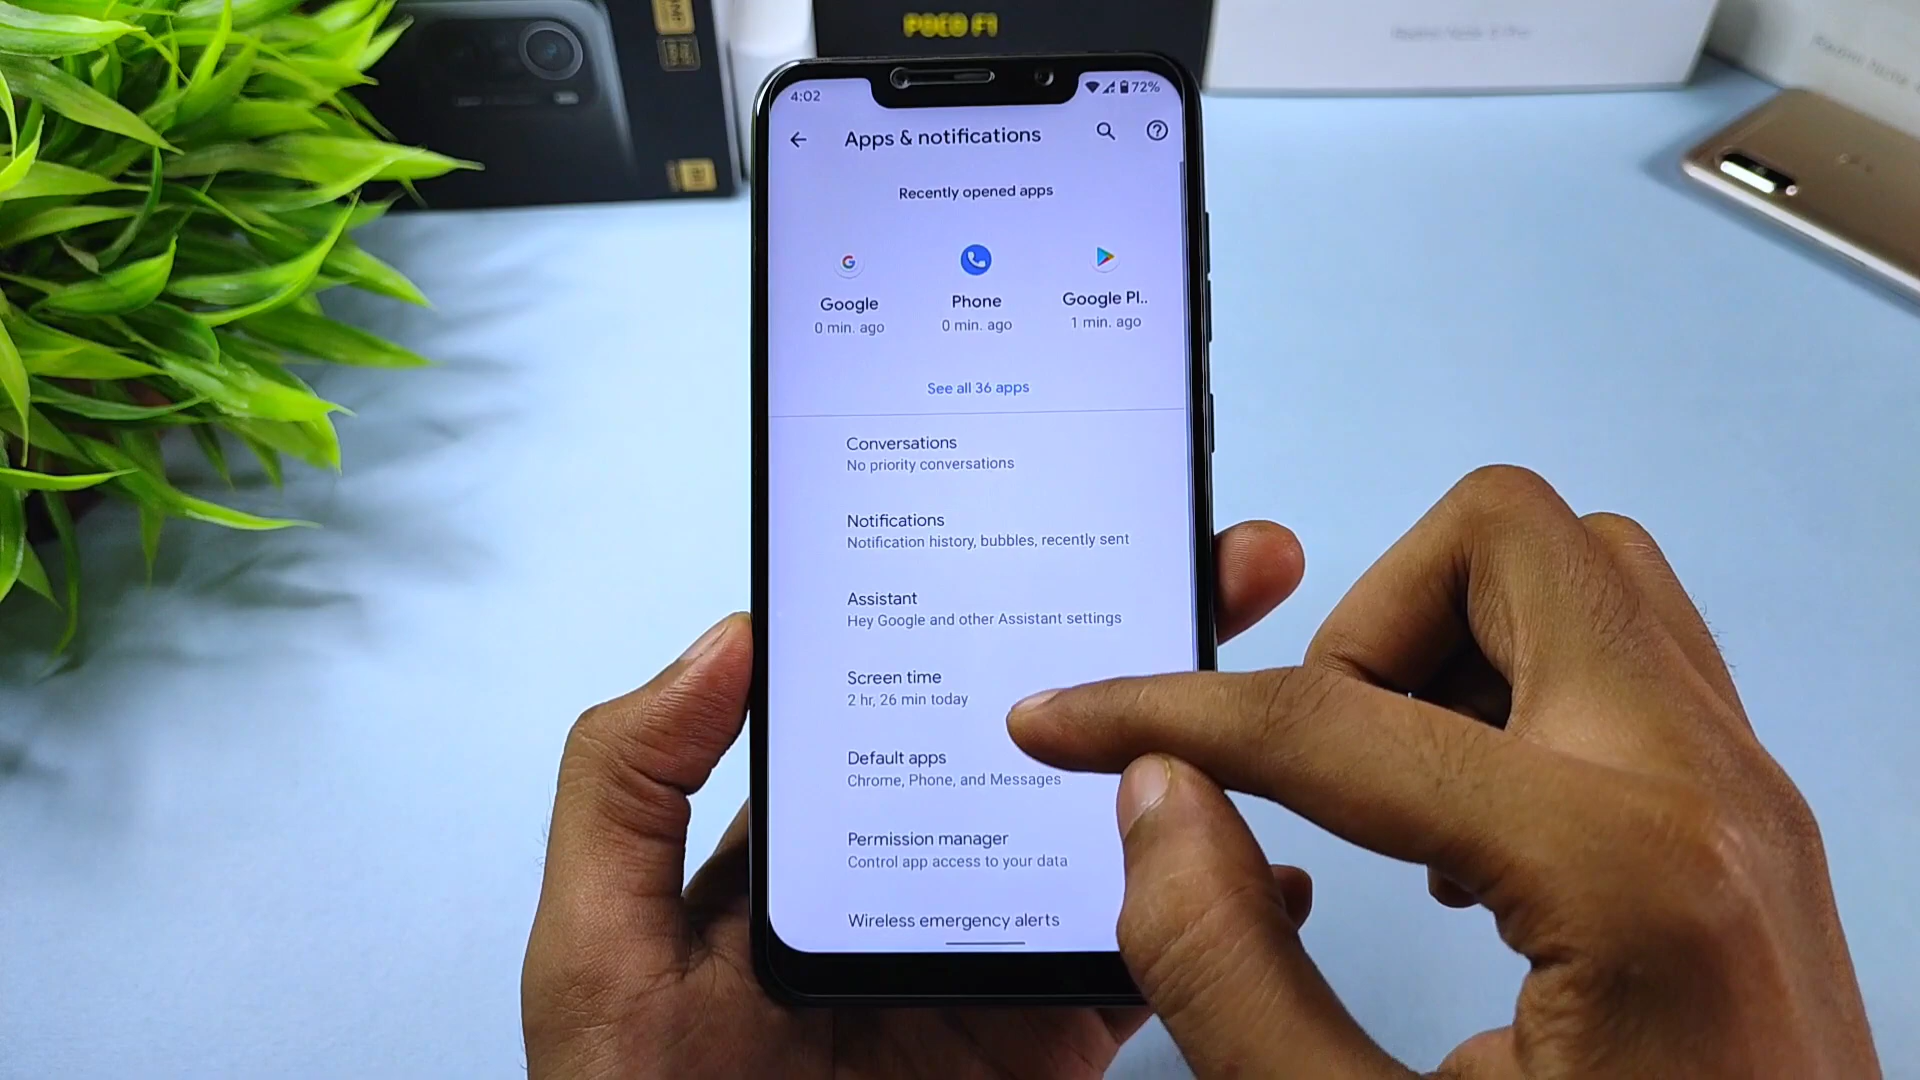 POCO F1
4:02
72%
Apps & notifications
Recently opened apps
Google
Phone
Google Pl..
0 min. ago
0 min. ago
1 min. ago
See all 36 apps
Conversations
No priority conversations
Notifications
Notification history, bubbles, recently sent
Assistant
Hey Google and other Assistant settings
Screen time
2 hr, 26 min today
Default apps
Chrome, Phone, and Messages
Permission manager
Control app access to your data
Wireless emergency alerts